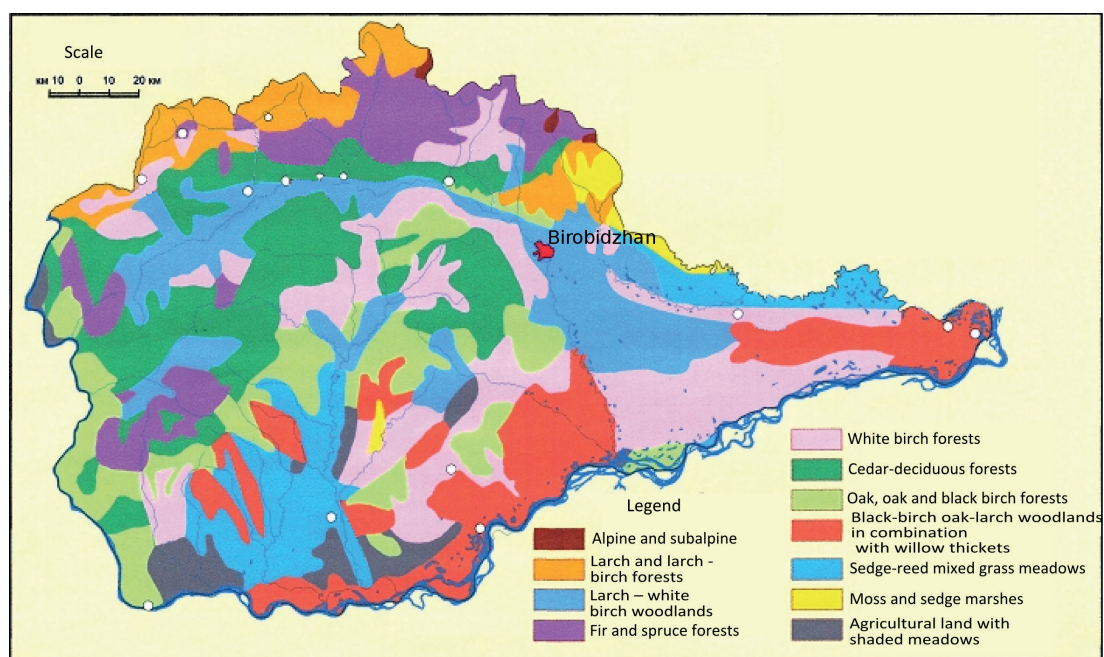 Scale
км 10 0 10 20 км
Birobidzhan
Legend
Alpine and subalpine
Larch and larch -
birch forests
Larch – white
birch woodlands
Fir and spruce forests
White birch forests
Cedar-deciduous forests
Oak, oak and black birch forests
Black-birch oak-larch woodlands
in combination
with willow thickets
Sedge-reed mixed grass meadows
Moss and sedge marshes
Agricultural land with
shaded meadows